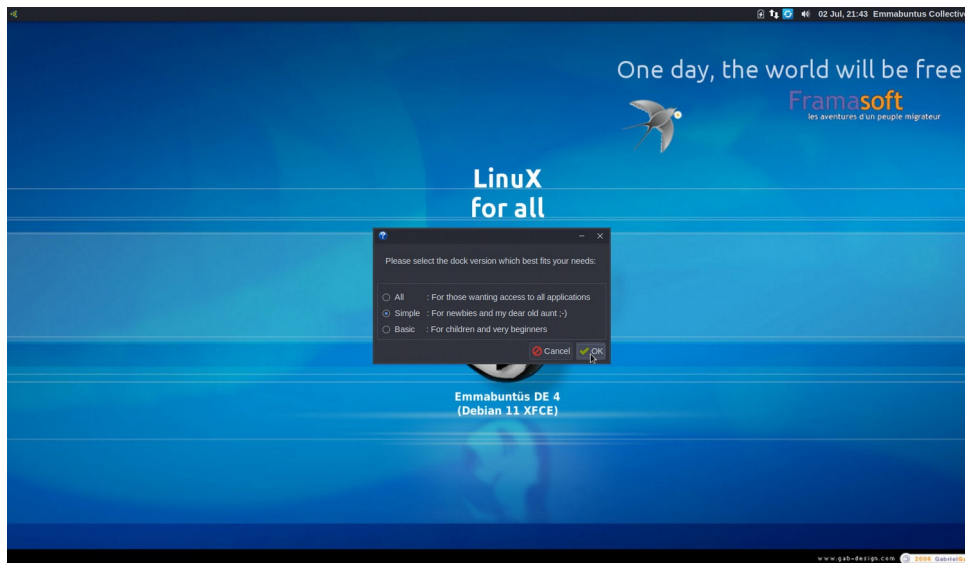 02 Jul, 21:43 Emmabuntus Collective
One day, the world will be free
Framasoft
les aventures d'un peuple migrateur
LinuX
for all
Please select the dock version which best fits your needs:
All : For those wanting access to all applications
Simple : For newbies and my dear old aunt ;-)
Basic : For children and very beginners
Cancel OK
Emmabuntüs DE 4
(Debian 11 XFCE)
www.gab-design.com 2006